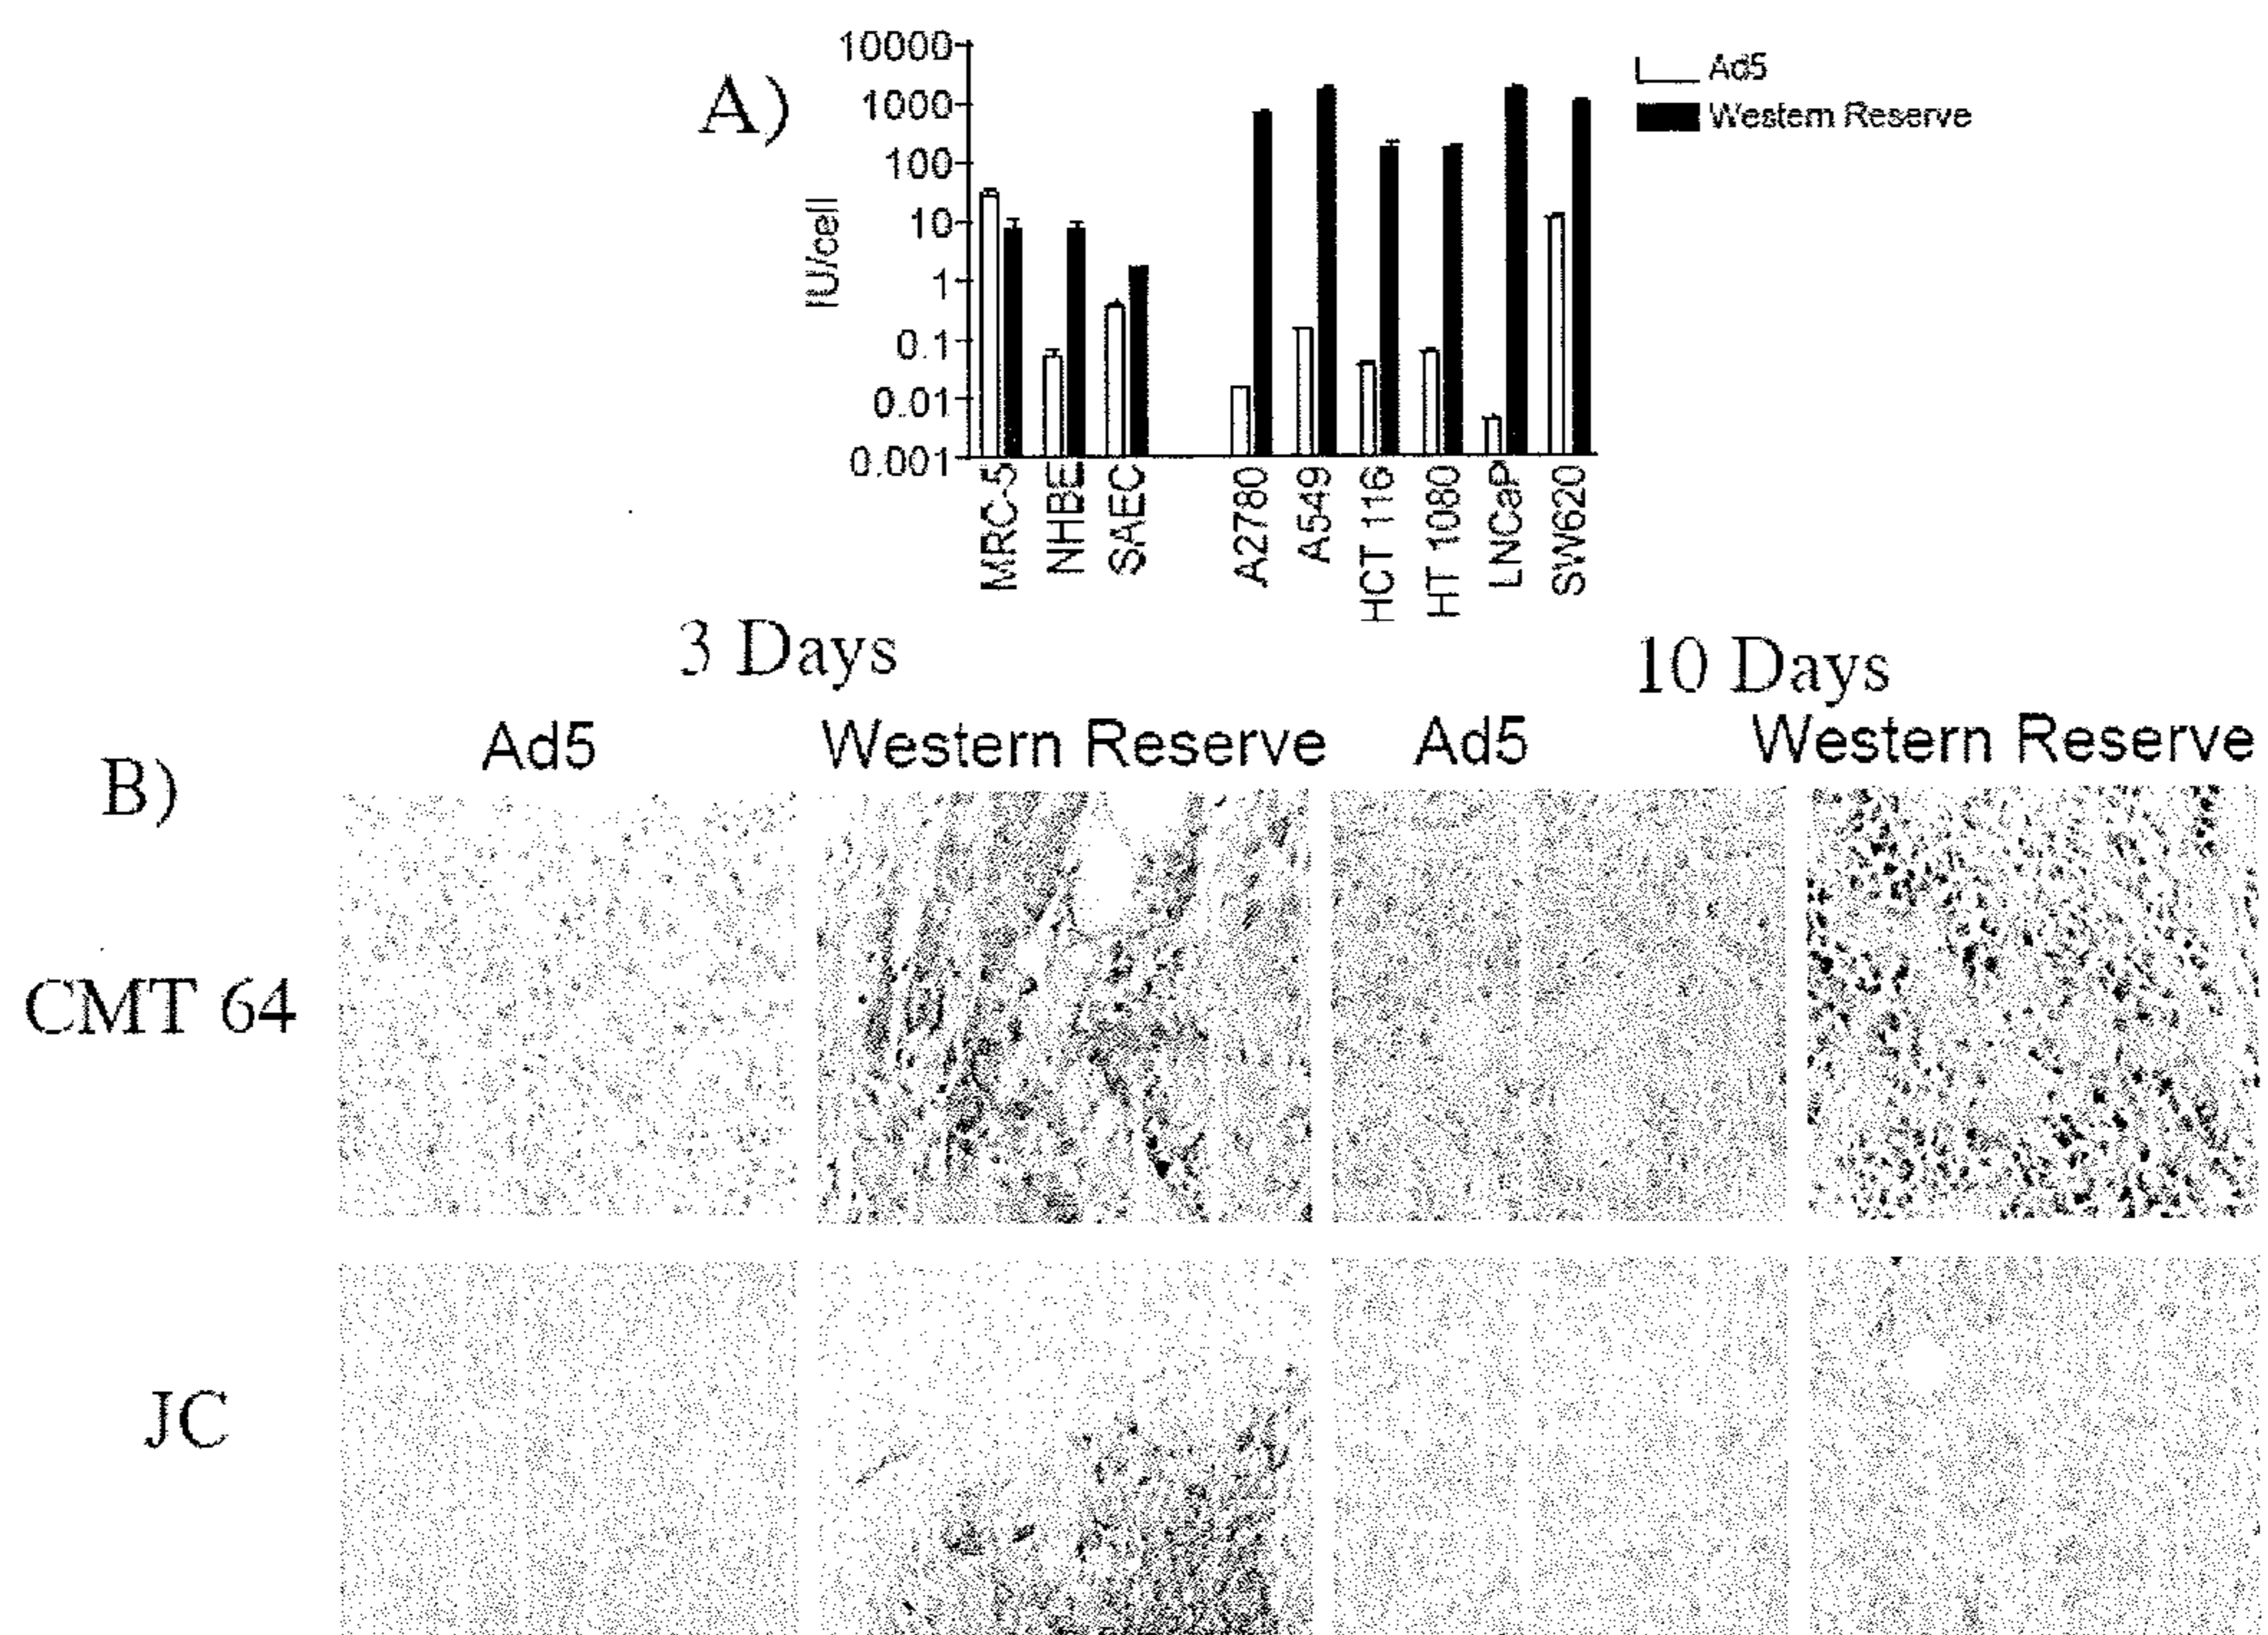 A)
10000
1000
100
10
1
0.1
0.01
0.001
IU/cell
Ad5
Western Reserve
MRC-5
NHBE
SAEC
A2780
A549
HCT 116
HT 1080
LNCaP
SW620
3 Days
10 Days
Ad5
Western Reserve
Ad5
Western Reserve
B)
CMT 64
JC